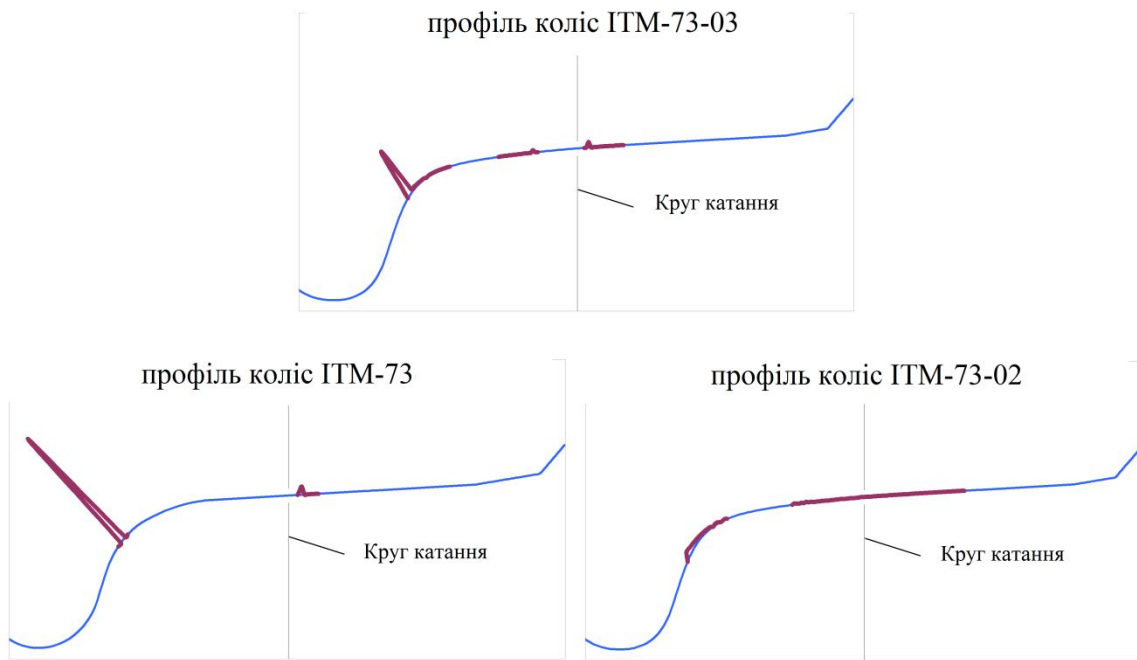 профіль коліс ІТМ-73-03
Круг катання
профіль коліс ІТМ-73
Круг катання
профіль коліс ІТМ-73-02
Круг катання